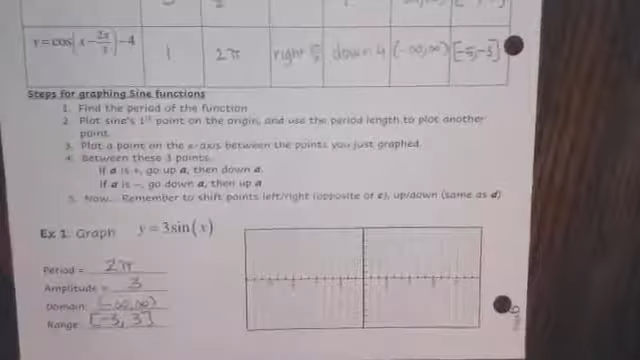 y = cos(x - 2π/3) - 4 1 2π right down 4 (-∞,∞) [-5,-3]
Steps for graphing Sine functions
1. Find the period of the function
2. Plot sine's 1st point on the origin, and use the period length to plot another
point.
3. Plot a point on the x-axis between the points you just graphed.
4. Between these 3 points.
If a is +, go up a, then down a.
If a is -, go down a, then up a
5. Now... Remember to shift points left/right (opposite of c), up/down (same as d)
Ex 1: Graph y = 3sin(x)
Period = 2π
Amplitude = 3
Domain: (-∞,∞)
Range: [-3, 3]